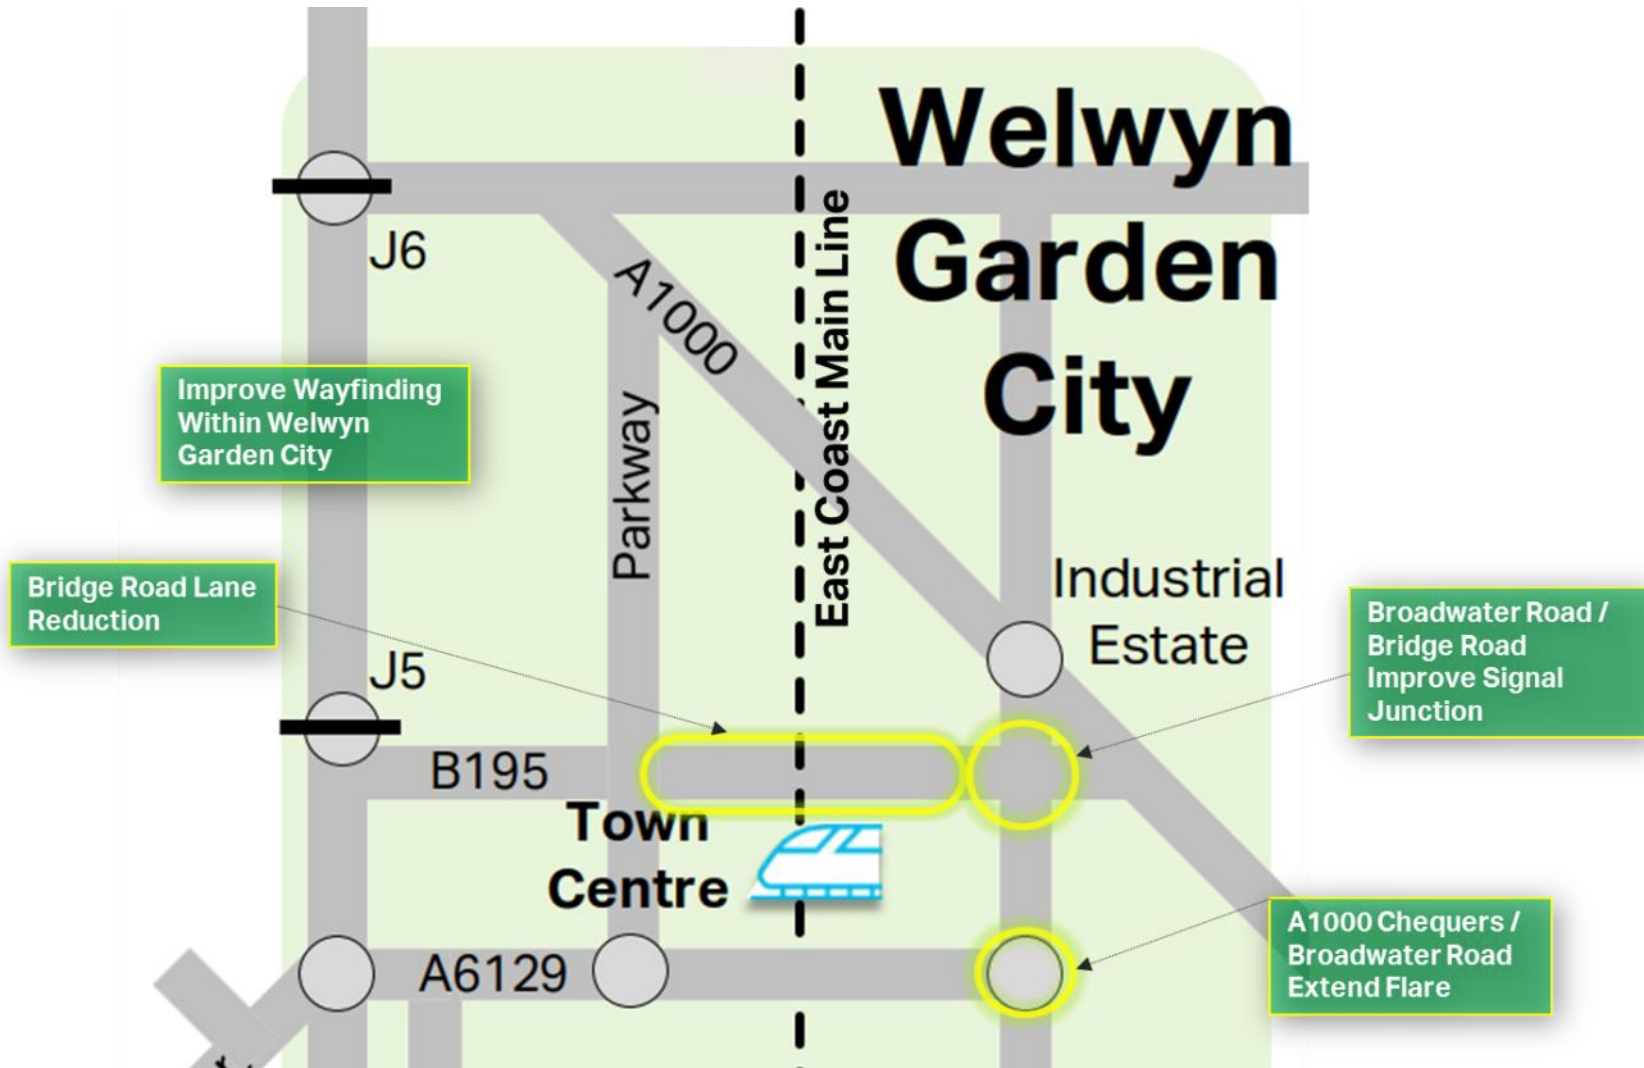 Welwyn
Garden
City
J6
A1000
East Coast Main Line
Improve Wayfinding
Within Welwyn
Garden City
Parkway
Industrial
Estate
Bridge Road Lane
Reduction
Broadwater Road /
Bridge Road
Improve Signal
Junction
J5
B195
Town
Centre
A1000 Chequers /
Broadwater Road
Extend Flare
A6129